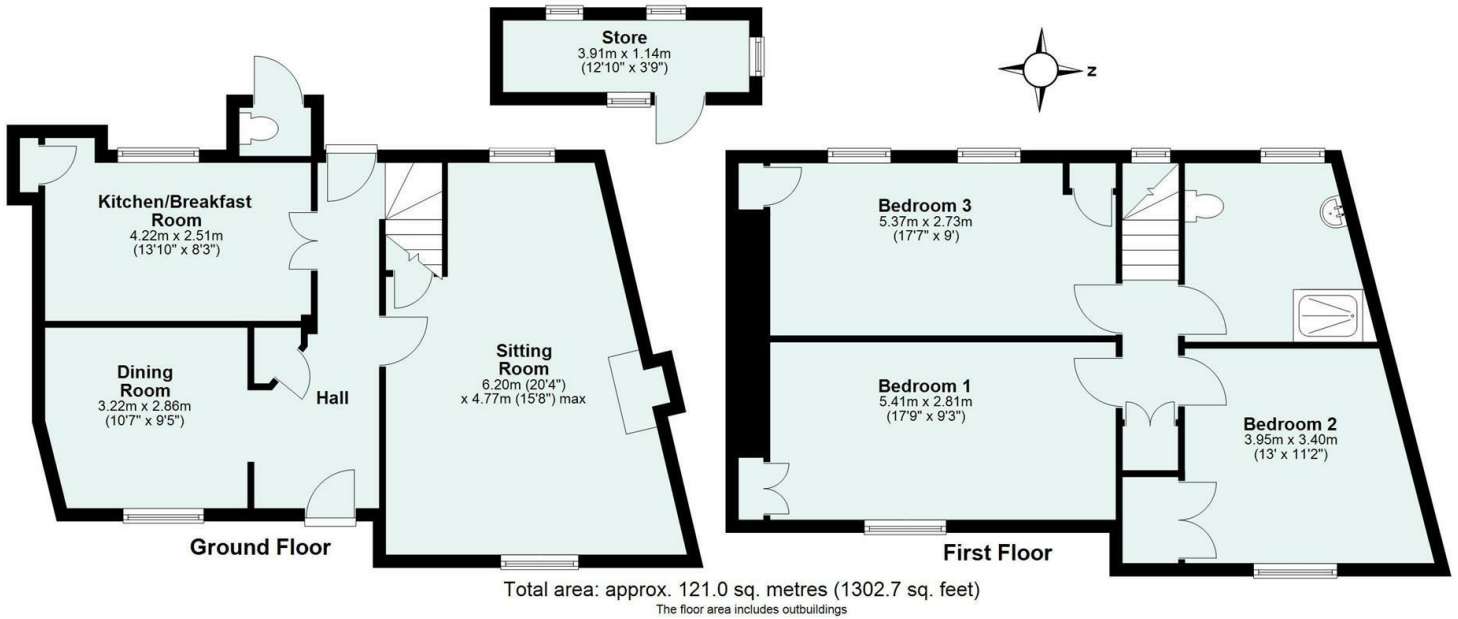 Store
3.91m x 1.14m
(12'10" x 3'9")
N
Kitchen/Breakfast
Room
4.22m x 2.51m
(13'10" x 8'3")
Dining
Room
3.22m x 2.86m
(10'7" x 9'5")
Hall
Sitting
Room
6.20m (20'4")
x 4.77m (15'8") max
Ground Floor
Bedroom 3
5.37m x 2.73m
(17'7" x 9')
Bedroom 1
5.41m x 2.81m
(17'9" x 9'3")
Bedroom 2
3.95m x 3.40m
(13' x 11'2")
First Floor
Total area: approx. 121.0 sq. metres (1302.7 sq. feet)
The floor area includes outbuildings